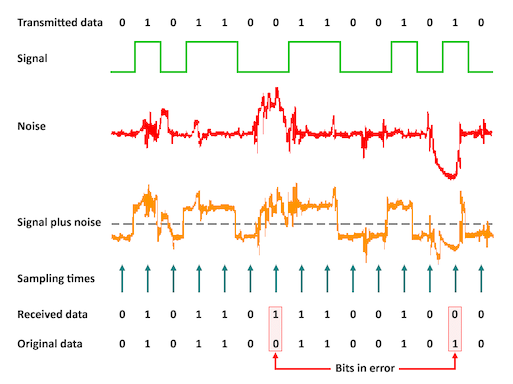 Transmitted data 0 1 0 1 1 0 0 1 1 0 0 1 0 1 0
Signal
Noise
Signal plus noise
Sampling times
Received data 0 1 0 1 1 0 1 1 1 0 0 1 0 0 0
Original data 0 1 0 1 1 0 0 1 1 0 0 1 0 1 0
Bits in error